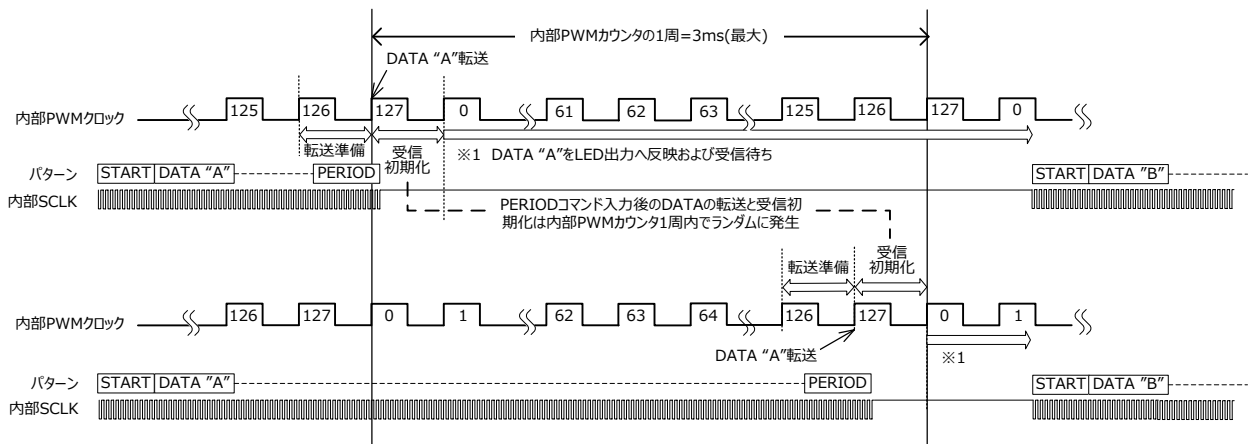 内部PWMカウンタの1周=3ms(最大)
DATA “A”転送
内部PWMクロック
125 126 127 0 61 62 63 125 126 127 0
転送準備
受信
初期化
※1 DATA “A”をLED出力へ反映および受信待ち
パターン
START DATA “A” PERIOD START DATA ”B”
内部SCLK
PERIODコマンド入力後のDATAの転送と受信初
期化は内部PWMカウンタ1周内でランダムに発生
転送準備
受信
初期化
内部PWMクロック
126 127 0 1 62 63 64 126 127 0 1
DATA “A”転送
※1
パターン
START DATA ”A” PERIOD START DATA ”B”
内部SCLK